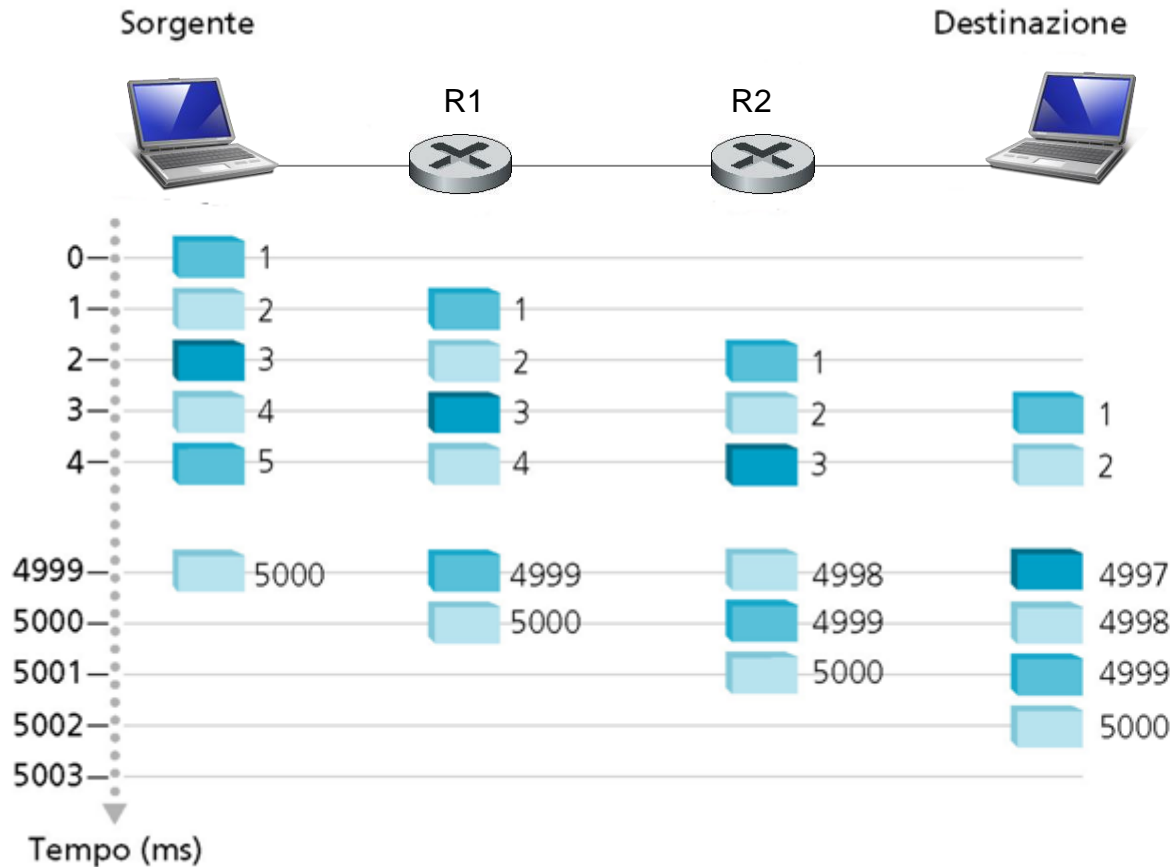 Sorgente Destinazione
R1 R2
0 1
1 2 1
2 3 2 1
3 4 3 2 1
4 5 4 3 2
4999 5000 4999 4998 4997
5000 5000 4999 4998
5001 5000 4999
5002 5000
5003
Tempo (ms)